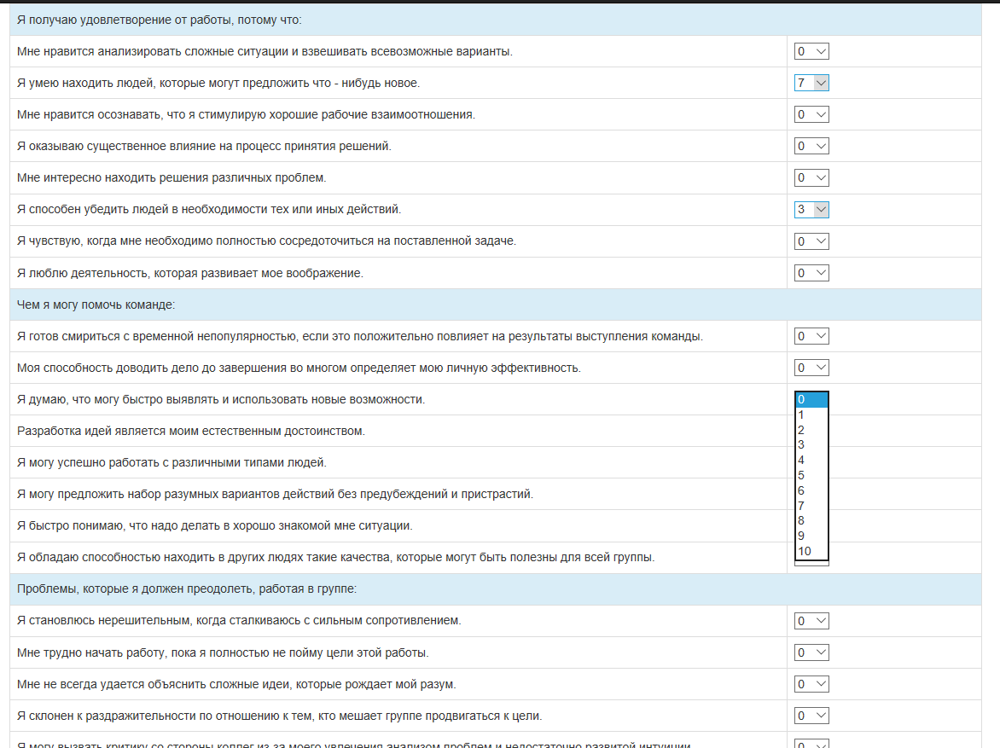 Я получаю удовлетворение от работы, потому что:
Мне нравится анализировать сложные ситуации и взвешивать всевозможные варианты. 0
Я умею находить людей, которые могут предложить что - нибудь новое. 7
Мне нравится осознавать, что я стимулирую хорошие рабочие взаимоотношения. 0
Я оказываю существенное влияние на процесс принятия решений. 0
Мне интересно находить решения различных проблем. 0
Я способен убедить людей в необходимости тех или иных действий. 3
Я чувствую, когда мне необходимо полностью сосредоточиться на поставленной задаче. 0
Я люблю деятельность, которая развивает мое воображение. 0
Чем я могу помочь команде:
Я готов смириться с временной непопулярностью, если это положительно повлияет на результаты выступления команды. 0
Моя способность доводить дело до завершения во многом определяет мою личную эффективность. 0
Я думаю, что могу быстро выявлять и использовать новые возможности.
Разработка идей является моим естественным достоинством.
Я могу успешно работать с различными типами людей.
Я могу предложить набор разумных вариантов действий без предубеждений и пристрастий.
Я быстро понимаю, что надо делать в хорошо знакомой мне ситуации.
Я обладаю способностью находить в других людях такие качества, которые могут быть полезны для всей группы.
0
1
2
3
4
5
6
7
8
9
10
Проблемы, которые я должен преодолеть, работая в группе:
Я становлюсь нерешительным, когда сталкиваюсь с сильным сопротивлением. 0
Мне трудно начать работу, пока я полностью не пойму цели этой работы. 0
Мне не всегда удается объяснить сложные идеи, которые рождает мой разум. 0
Я склонен к раздражительности по отношению к тем, кто мешает группе продвигаться к цели. 0
Я могу вызвать критику со стороны коллег из-за моего увлечения анализом проблем и недостаточно развитой интуиции. 0